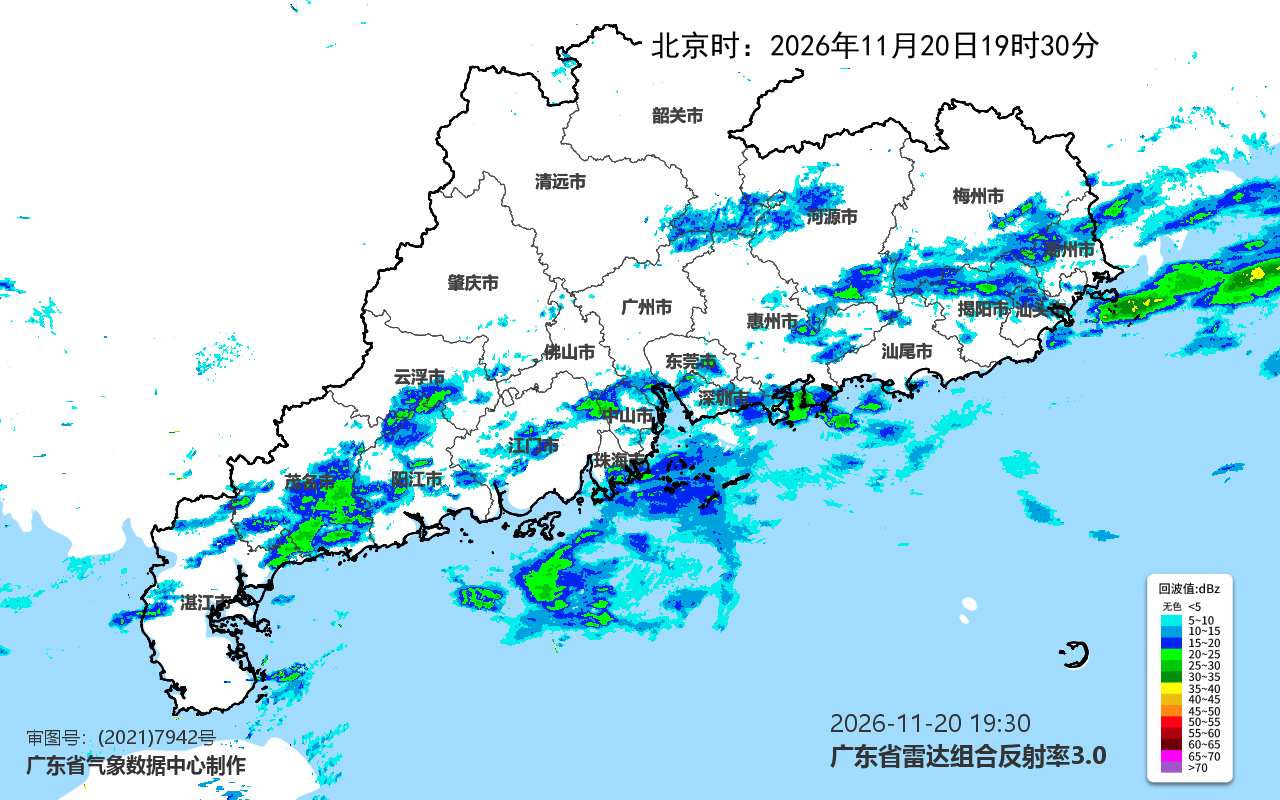 北京时：2026年11月20日19时30分
韶关市
清远市
梅州市
河源市
潮州市
肇庆市
广州市
惠州市
揭阳市
汕头市
佛山市
东莞市
汕尾市
云浮市
深圳市
中山市
江门市
珠海市
茂名市
阳江市
湛江市
回波值:dBz
无色 <5
5~10
10~15
15~20
20~25
25~30
30~35
35~40
40~45
45~50
50~55
55~60
60~65
65~70
>70
审图号：(2021)7942号
广东省气象数据中心制作
2026-11-20 19:30
广东省雷达组合反射率3.0